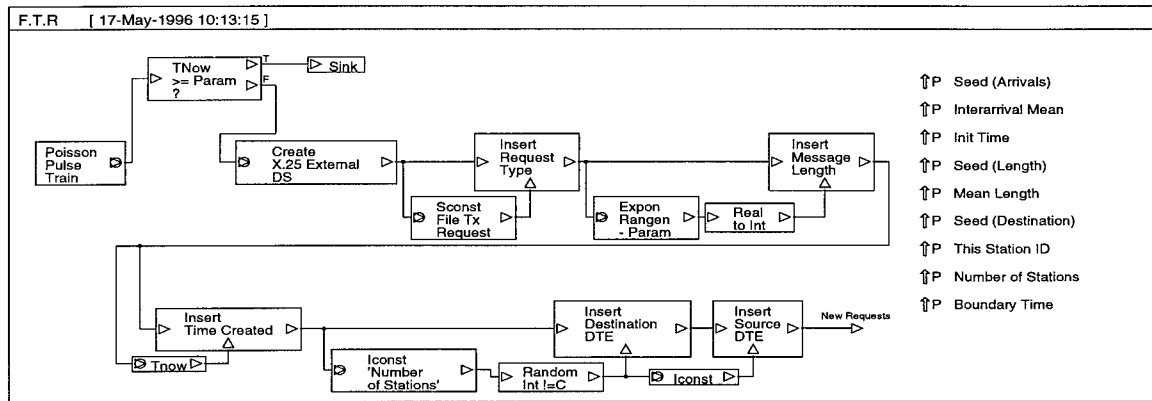 F.T.R [ 17-May-1996 10:13:15 ]
TNow
>= Param
?
T
F
Sink
Poisson
Pulse
Train
Create
X.25 External
DS
Insert
Request
Type
Sconst
File Tx
Request
Expon
Rangen
- Param
Real
to Int
Insert
Message
Length
Insert
Time Created
Tnow
Iconst
'Number
of Stations'
Random
Int !=C
Insert
Destination
DTE
Iconst
Insert
Source
DTE
New Requests
⇑P Seed (Arrivals)
⇑P Interarrival Mean
⇑P Init Time
⇑P Seed (Length)
⇑P Mean Length
⇑P Seed (Destination)
⇑P This Station ID
⇑P Number of Stations
⇑P Boundary Time